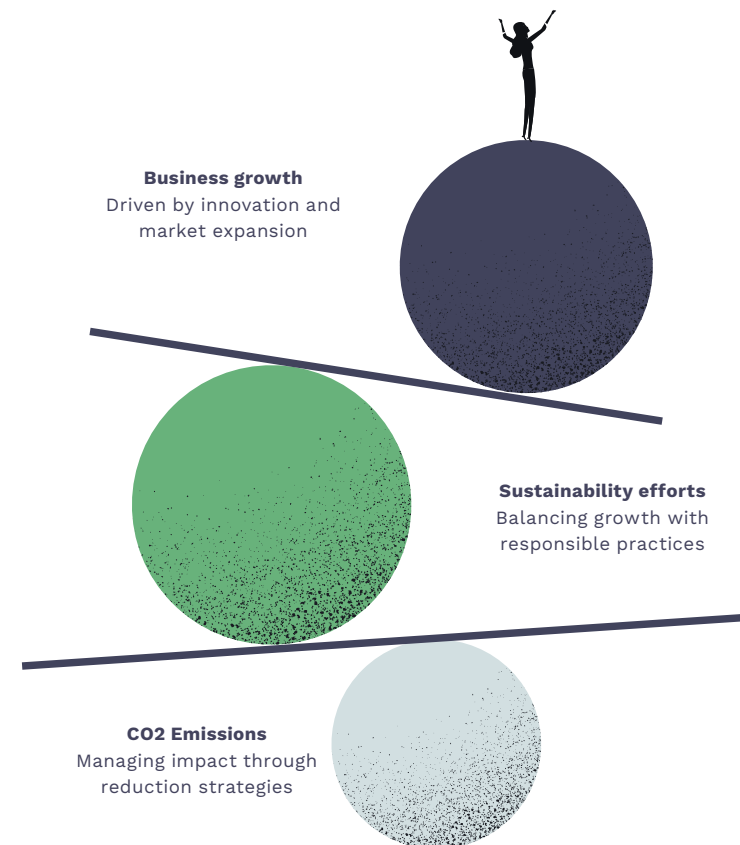 Business growth
Driven by innovation and
market expansion
Sustainability efforts
Balancing growth with
responsible practices
CO2 Emissions
Managing impact through
reduction strategies